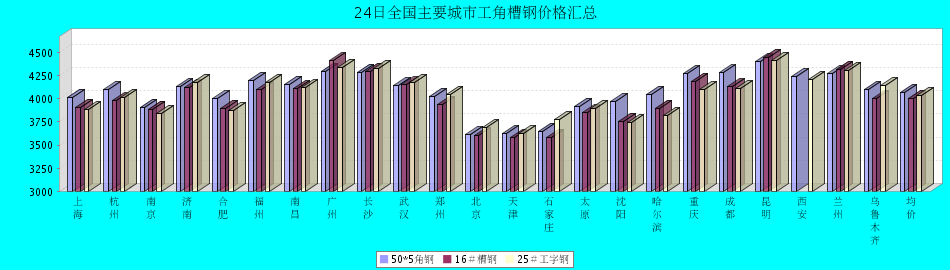 24日全国主要城市工角槽钢价格汇总
4500
4250
4000
3750
3500
3250
3000
上海
杭州
南京
济南
合肥
福州
南昌
广州
长沙
武汉
郑州
北京
天津
石家庄
太原
沈阳
哈尔滨
重庆
成都
昆明
西安
兰州
乌鲁木齐
均价
50*5角钢
16#槽钢
25#工字钢